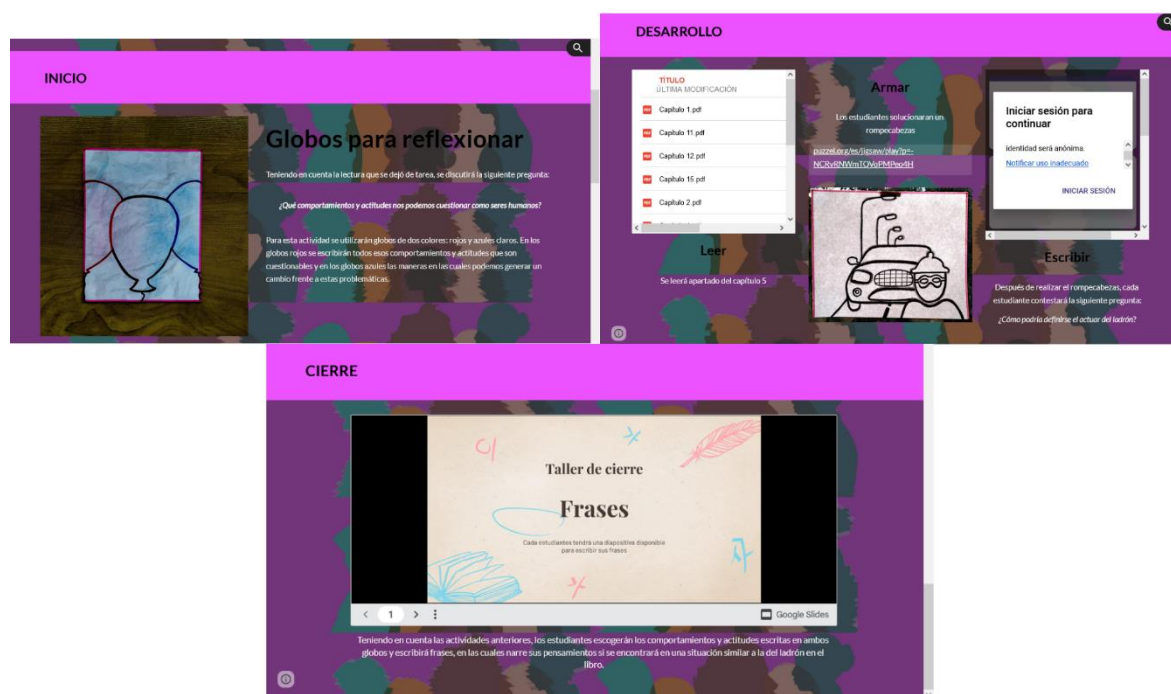 INICIO
Globos para reflexionar
Teniendo en cuenta la lectura que se dejó de tarea, se discutirá la siguiente pregunta:
¿Qué comportamientos y actitudes nos podemos cuestionar como seres humanos?
Para esta actividad se utilizarán globos de dos colores: rojos y azules claros. En los
globos rojos se escribirán todos esos comportamientos y actitudes que son
cuestionables y en los globos azules las maneras en las cuales podemos generar un
cambio frente a estas problemáticas.
DESARROLLO
TÍTULO
ÚLTIMA MODIFICACIÓN
Capítulo 1.pdf
Capítulo 11.pdf
Capítulo 12.pdf
Capítulo 15.pdf
Capítulo 2.pdf
Leer
Se leerá apartado del capítulo 5
Armar
Los estudiantes solucionaran un
rompecabezas
puzzel.org/es/jigsaw/play?p=-
Iniciar sesión para
continuar
identidad será anónima.
Notificar uso inadecuado
INICIAR SESIÓN
Escribir
Después de realizar el rompecabezas, cada
estudiante contestará la siguiente pregunta:
¿Cómo podría definirse el actuar del ladrón?
CIERRE
Taller de cierre
Frases
Cada estudiantes tendrá una diapositiva disponible
para escribir sus frases
1
Google Slides
Teniendo en cuenta las actividades anteriores, los estudiantes escogerán los comportamientos y actitudes escritas en ambos
globos y escribirá frases, en las cuales narre sus pensamientos si se encontrará en una situación similar a la del ladrón en el
libro.